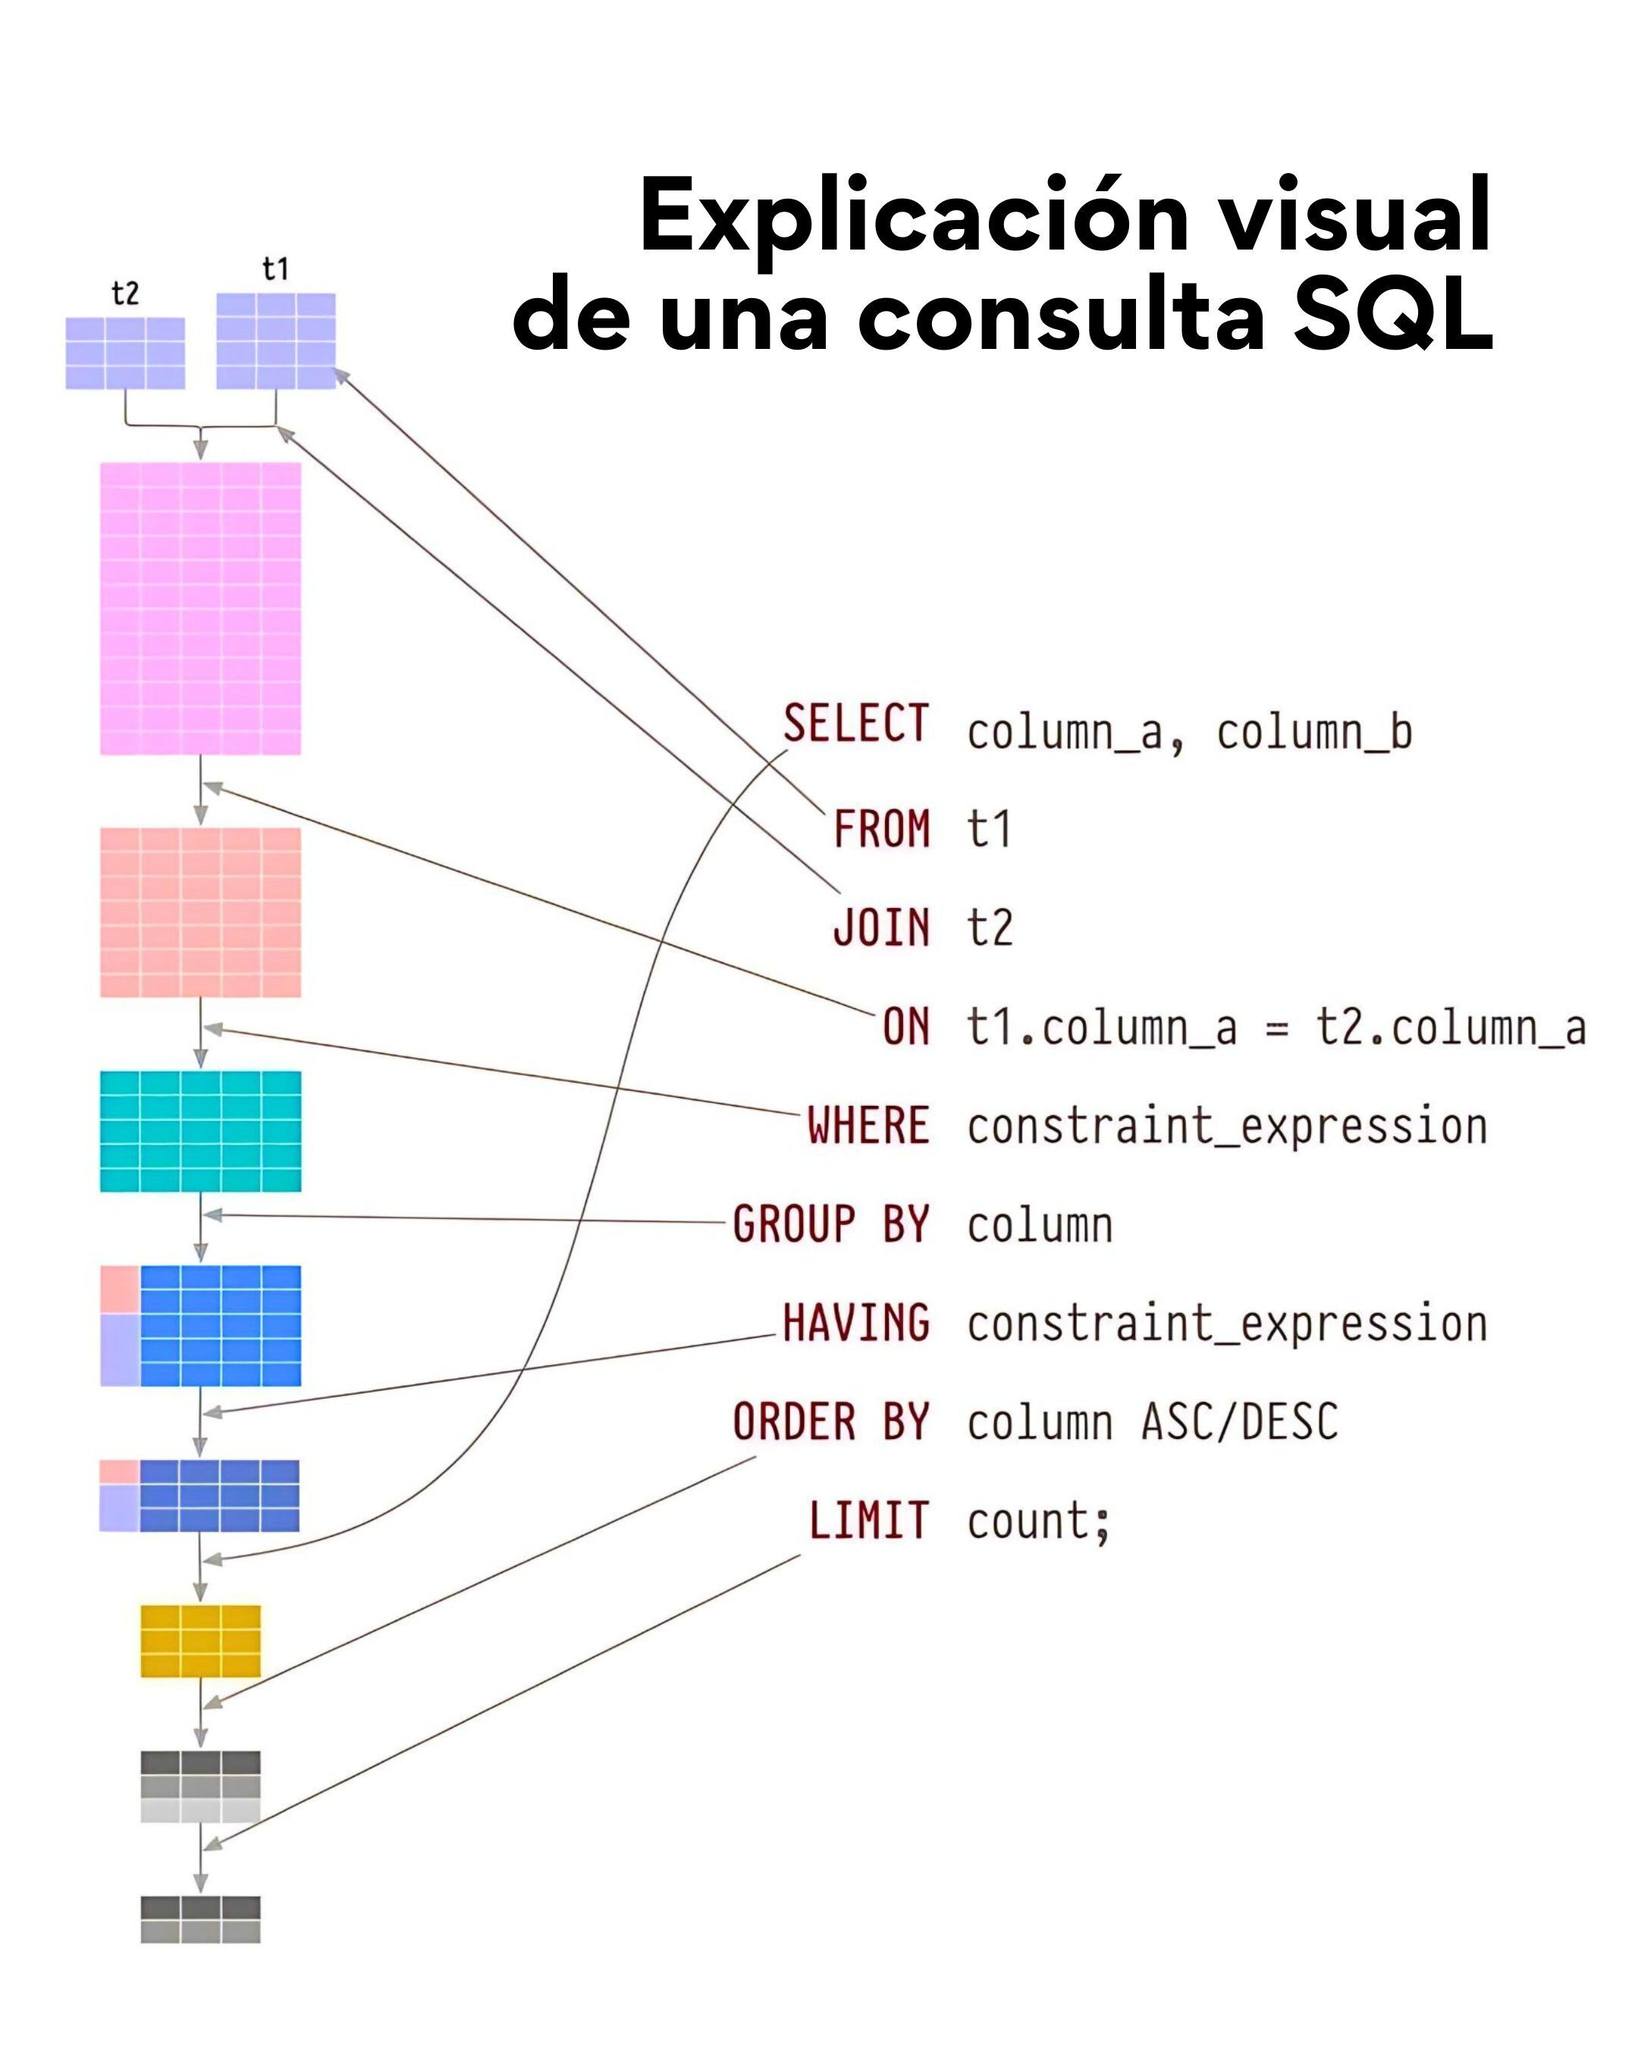 Explicación visual
de una consulta SQL
t1
t2
SELECT column_a, column_b
FROM t1
JOIN t2
ON t1.column_a = t2.column_a
WHERE constraint_expression
GROUP BY column
HAVING constraint_expression
ORDER BY column ASC/DESC
LIMIT count;